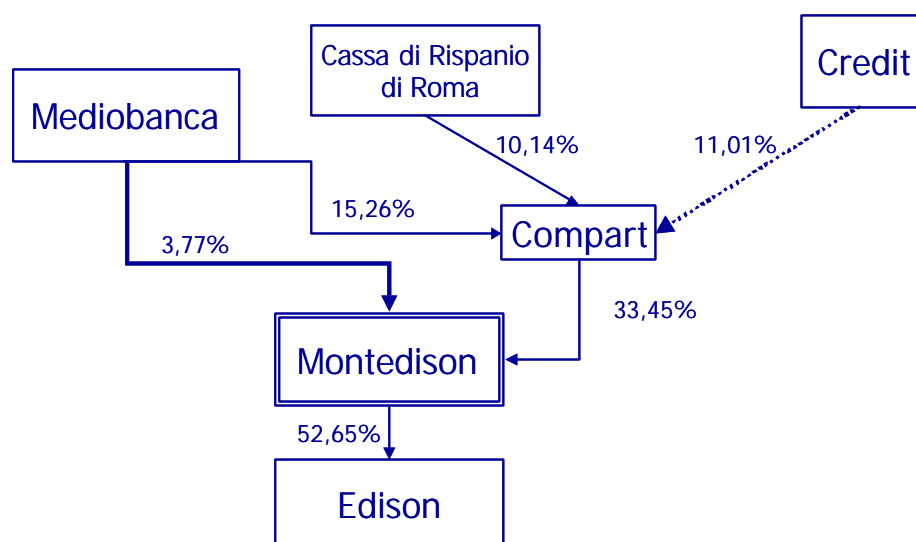 Cassa di Rispanio
di Roma
Credit
Mediobanca
10,14%
11,01%
15,26%
Compart
3,77%
33,45%
Montedison
52,65%
Edison